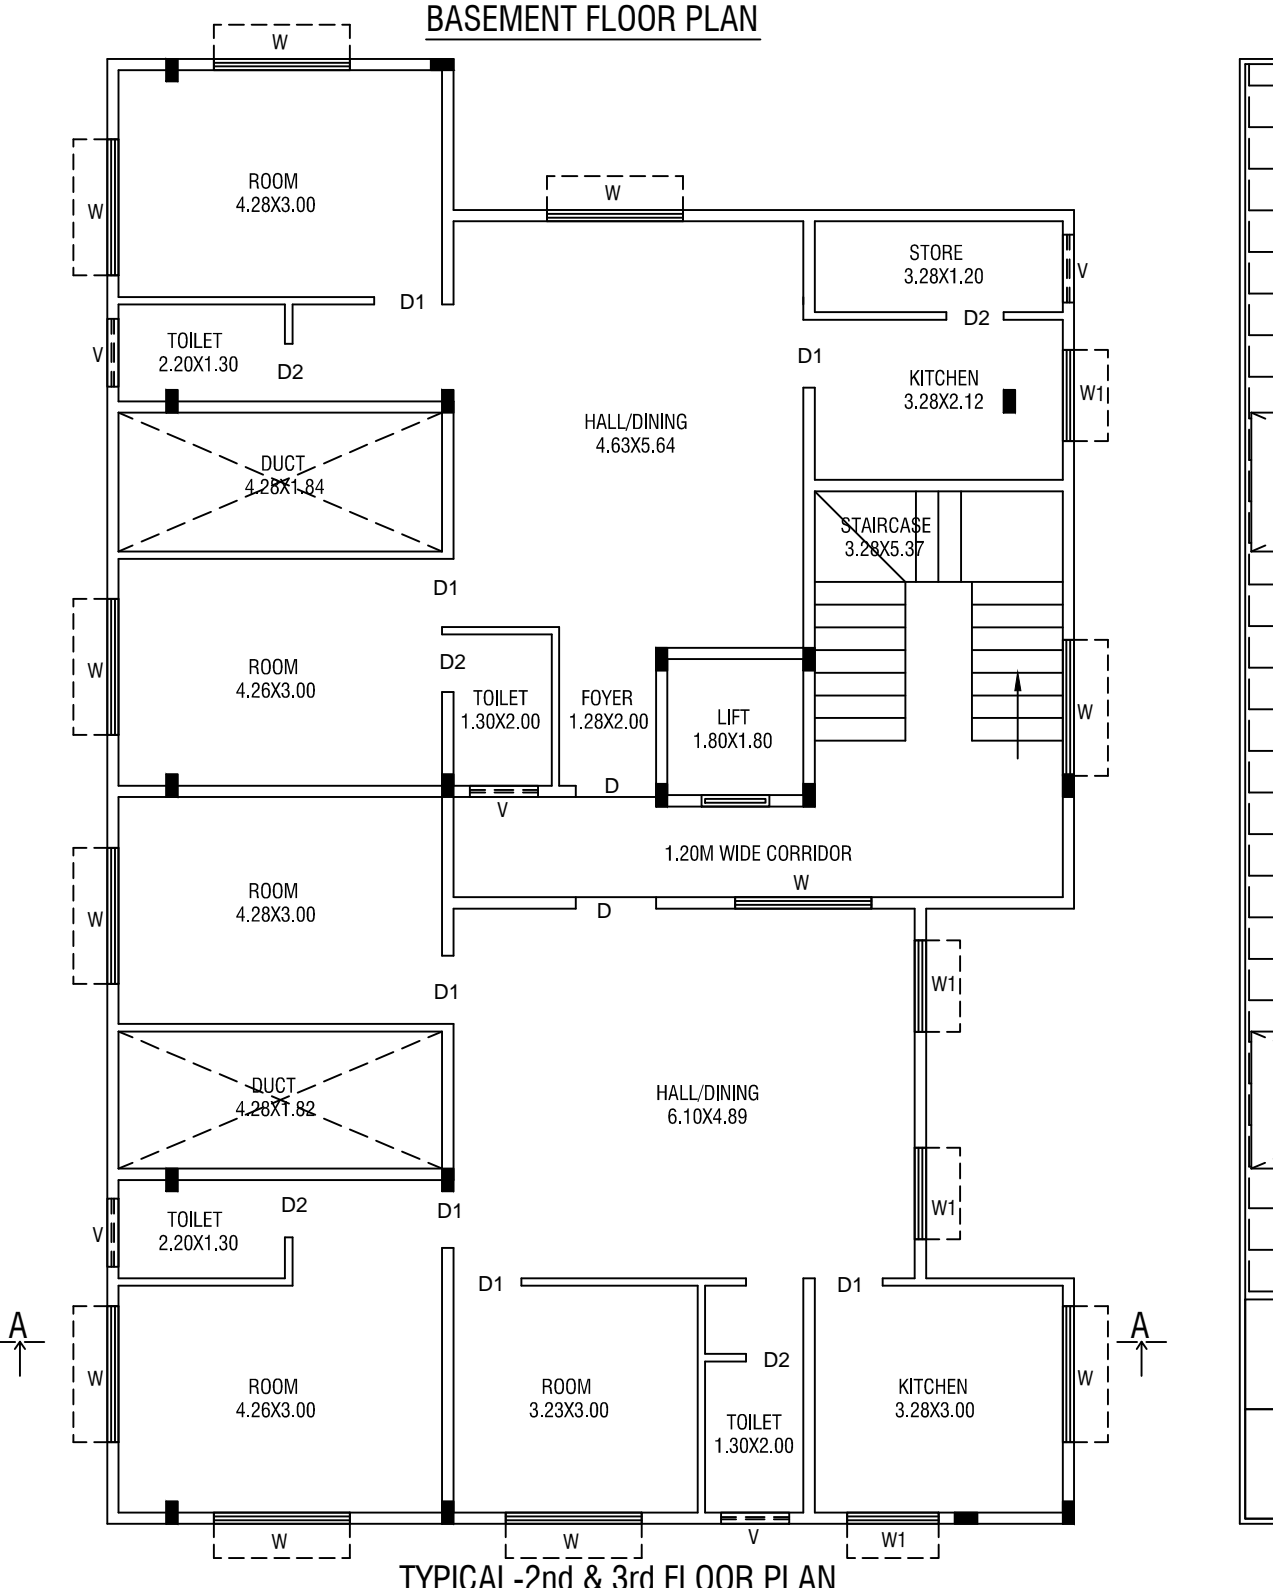 BASEMENT FLOOR PLAN
W
ROOM
4.28X3.00
W
W
STORE
3.28X1.20
V
D1
D2
TOILET
2.20X1.30
V
D2
D1
KITCHEN
3.28X2.12
W1
HALL/DINING
4.63X5.64
DUCT
4.28X1.84
STAIRCASE
3.28X5.37
D1
W
ROOM
4.26X3.00
D2
TOILET
1.30X2.00
FOYER
1.28X2.00
LIFT
1.80X1.80
W
D
V
1.20M WIDE CORRIDOR
W
ROOM
4.28X3.00
W
D
D1
W1
DUCT
4.28X1.82
HALL/DINING
6.10X4.89
D2
D1
W1
TOILET
2.20X1.30
V
D1
D1
A
A
D2
W
ROOM
4.26X3.00
ROOM
3.23X3.00
KITCHEN
3.28X3.00
W
TOILET
1.30X2.00
W
W
V
W1
TYPICAL-2nd & 3rd FLOOR PLAN